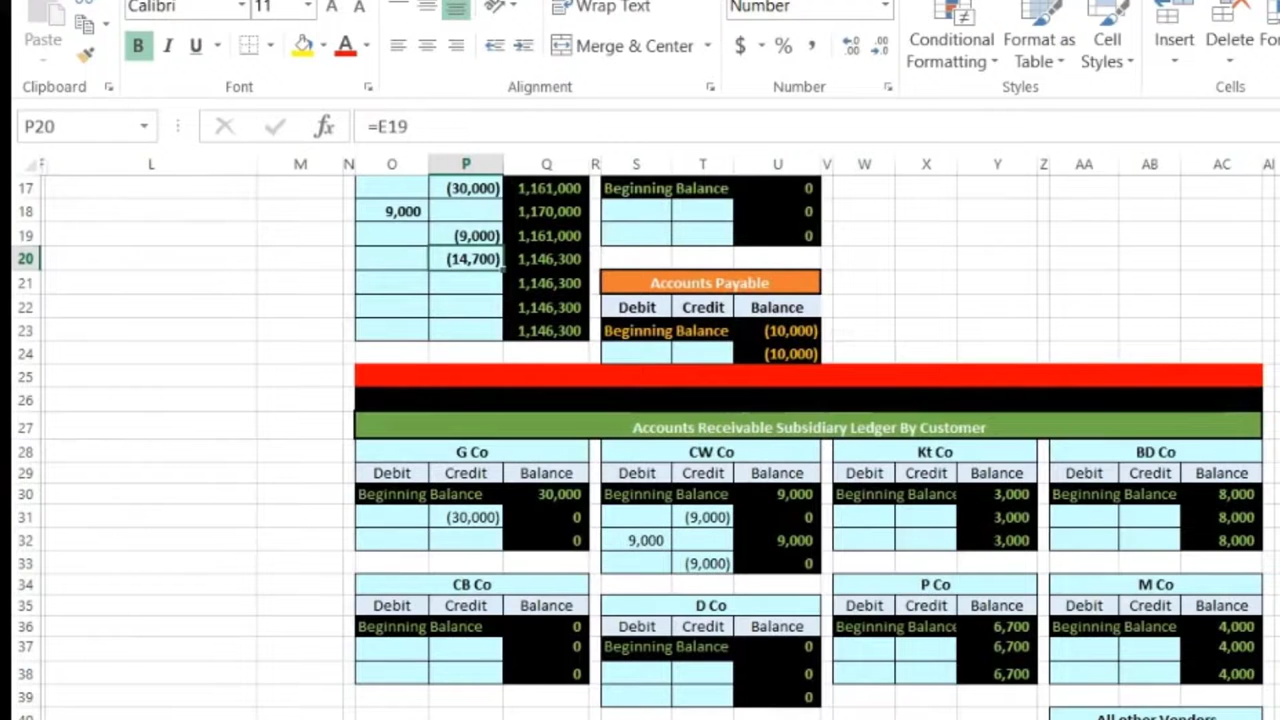 Calibri 11 A A Wrap Text Number
Paste B I U A Merge & Center $ % , .00 .0 Conditional Format as Cell Insert Delete
Formatting Table Styles
Clipboard Font Alignment Number Styles Cells
P20 fx =E19
L M N O P Q R S T U V W X Y Z AA AB AC
17 (30,000) 1,161,000 Beginning Balance 0
18 9,000 1,170,000 0
19 (9,000) 1,161,000 0
20 (14,700) 1,146,300
21 1,146,300 Accounts Payable
22 1,146,300 Debit Credit Balance
23 1,146,300 Beginning Balance (10,000)
24 (10,000)
25
26
27 Accounts Receivable Subsidiary Ledger By Customer
28 G Co CW Co Kt Co BD Co
29 Debit Credit Balance Debit Credit Balance Debit Credit Balance Debit Credit Balance
30 Beginning Balance 30,000 Beginning Balance 9,000 Beginning Balance 3,000 Beginning Balance 8,000
31 (30,000) 0 (9,000) 0 3,000 8,000
32 0 9,000 9,000 3,000 8,000
33 (9,000) 0
34 CB Co P Co M Co
35 Debit Credit Balance D Co Debit Credit Balance Debit Credit Balance
36 Beginning Balance 0 Debit Credit Balance Beginning Balance 6,700 Beginning Balance 4,000
37 0 Beginning Balance 0 6,700 4,000
38 0 0 6,700 4,000
39 0
All other Vendors